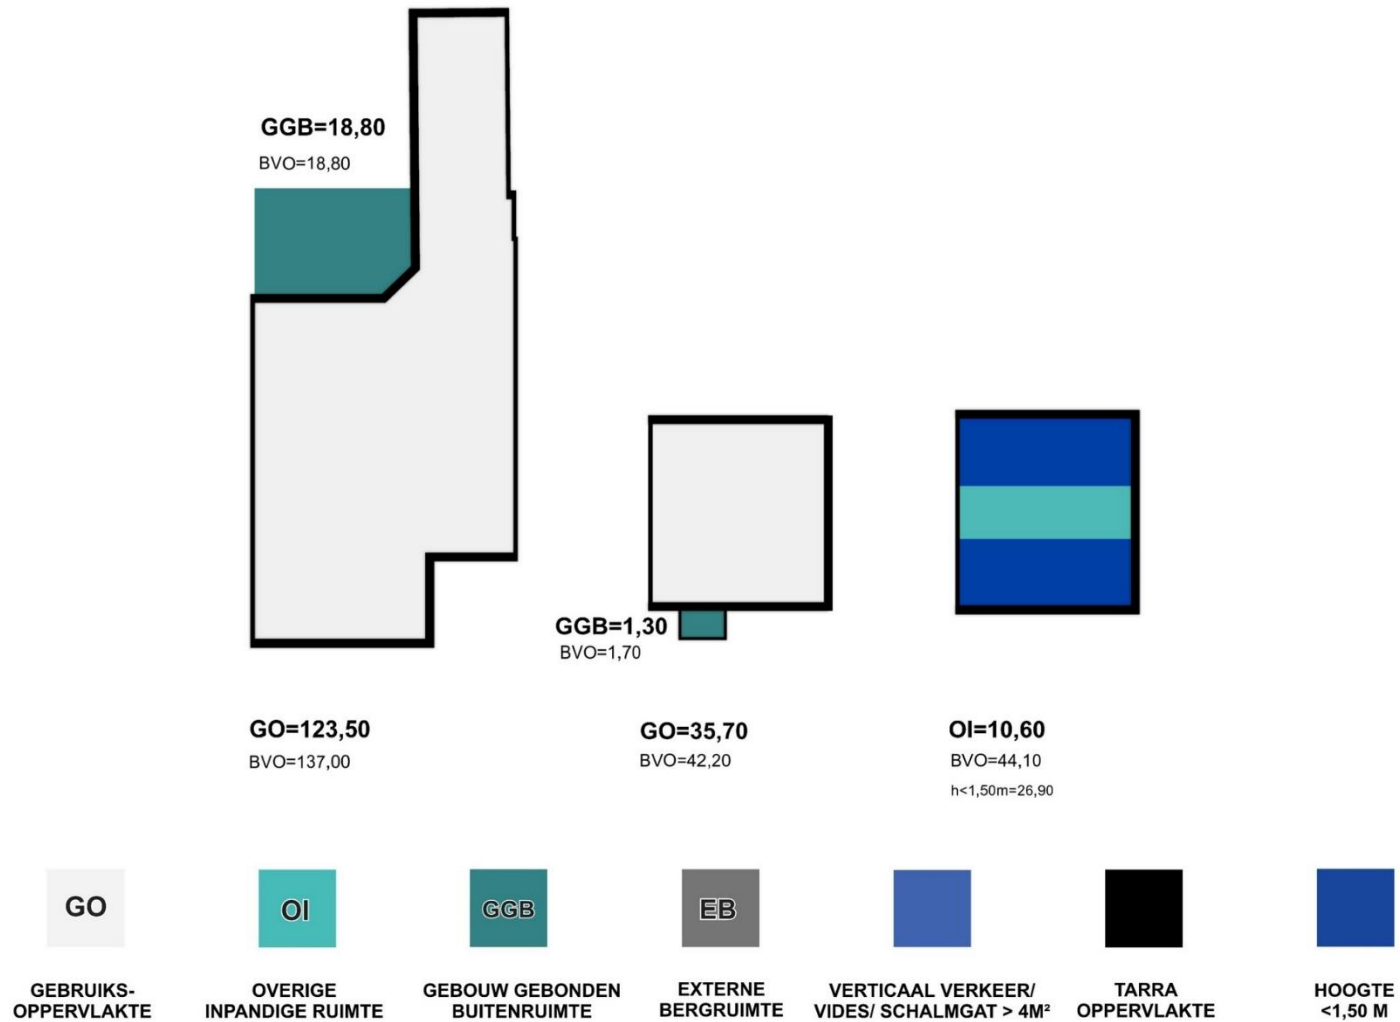 GGB=18,80
BVO=18,80
GGB=1,30
BVO=1,70
GO=123,50
BVO=137,00
GO=35,70
BVO=42,20
OI=10,60
BVO=44,10
h<1,50m=26,90
GO
OI
GGB
EB
GEBRUIKS-
OPPERVLAKTE
OVERIGE
INPANDIGE RUIMTE
GEBOUW GEBONDEN
BUITENRUIMTE
EXTERNE
BERGRUIMTE
VERTICAAL VERKEER/
VIDES/ SCHALMGAT > 4M²
TARRA
OPPERVLAKTE
HOOGTE
<1,50 M